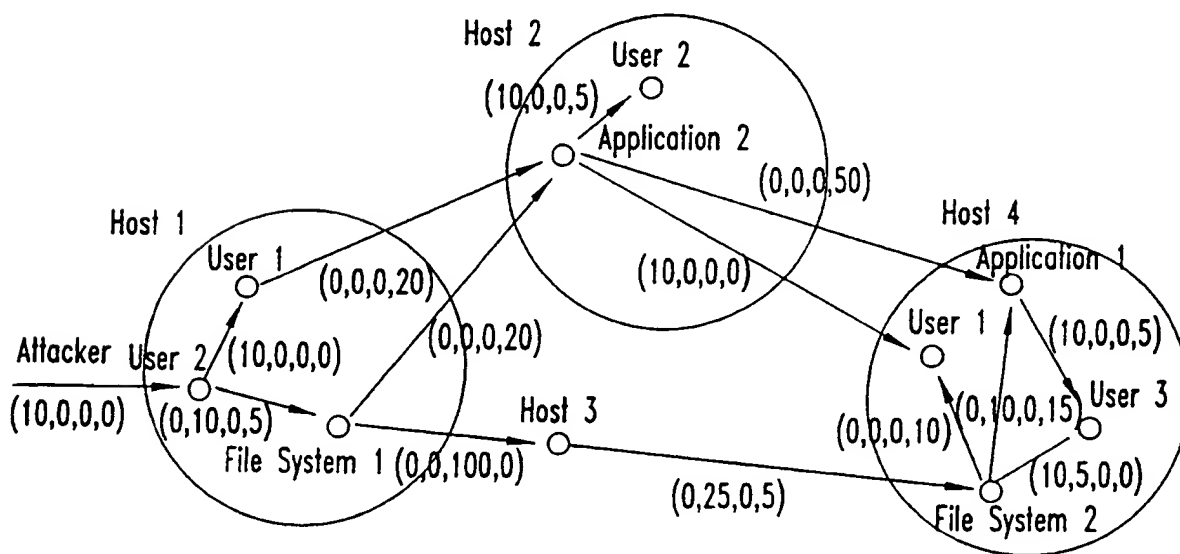 Host 2
User 2
(10,0,0,5)
Application 2
(0,0,0,50)
Host 1
Host 4
User 1
Application 1
(0,0,0,20)
(10,0,0,0)
User 1
(10,0,0,5)
(0,0,0,20)
Attacker
User 2
(10,0,0,0)
(10,0,0,0)
(0,10,0,5)
Host 3
User 3
(0,10,0,15)
(0,0,0,10)
File System 1
(0,0,100,0)
(10,5,0,0)
(0,25,0,5)
File System 2